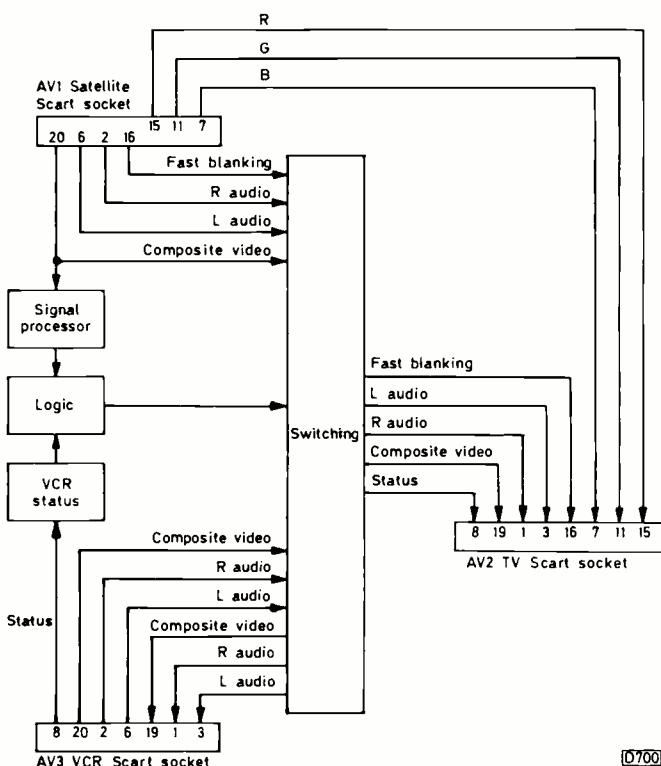 R
G
B
AV1 Satellite
Scart socket
15 11 7
20 6 2 16
Fast blanking
R audio
L audio
Composite video
Signal
processor
Logic
VCR
status
Switching
Fast blanking
L audio
R audio
Composite video
Status
8 19 1 3 16 7 11 15
AV2 TV Scart socket
Composite video
R audio
L audio
Status
Composite video
R audio
L audio
8 20 2 6 19 1 3
AV3 VCR Scart socket
D700